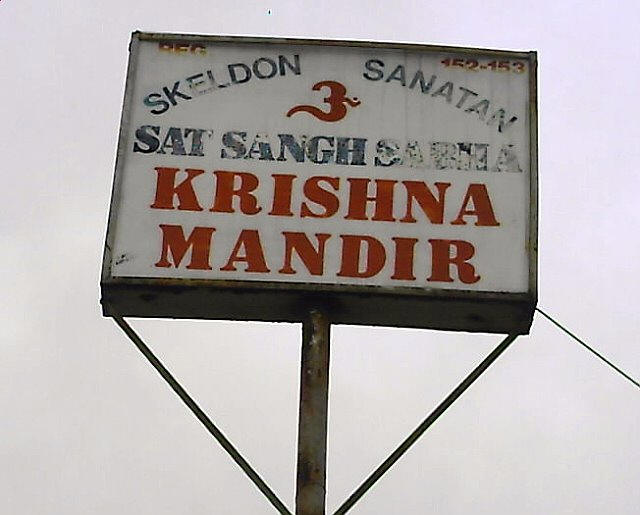 REG 152-153
SKELDON SANATAN
ॐ
SAT SANGH SABHA
KRISHNA
MANDIR